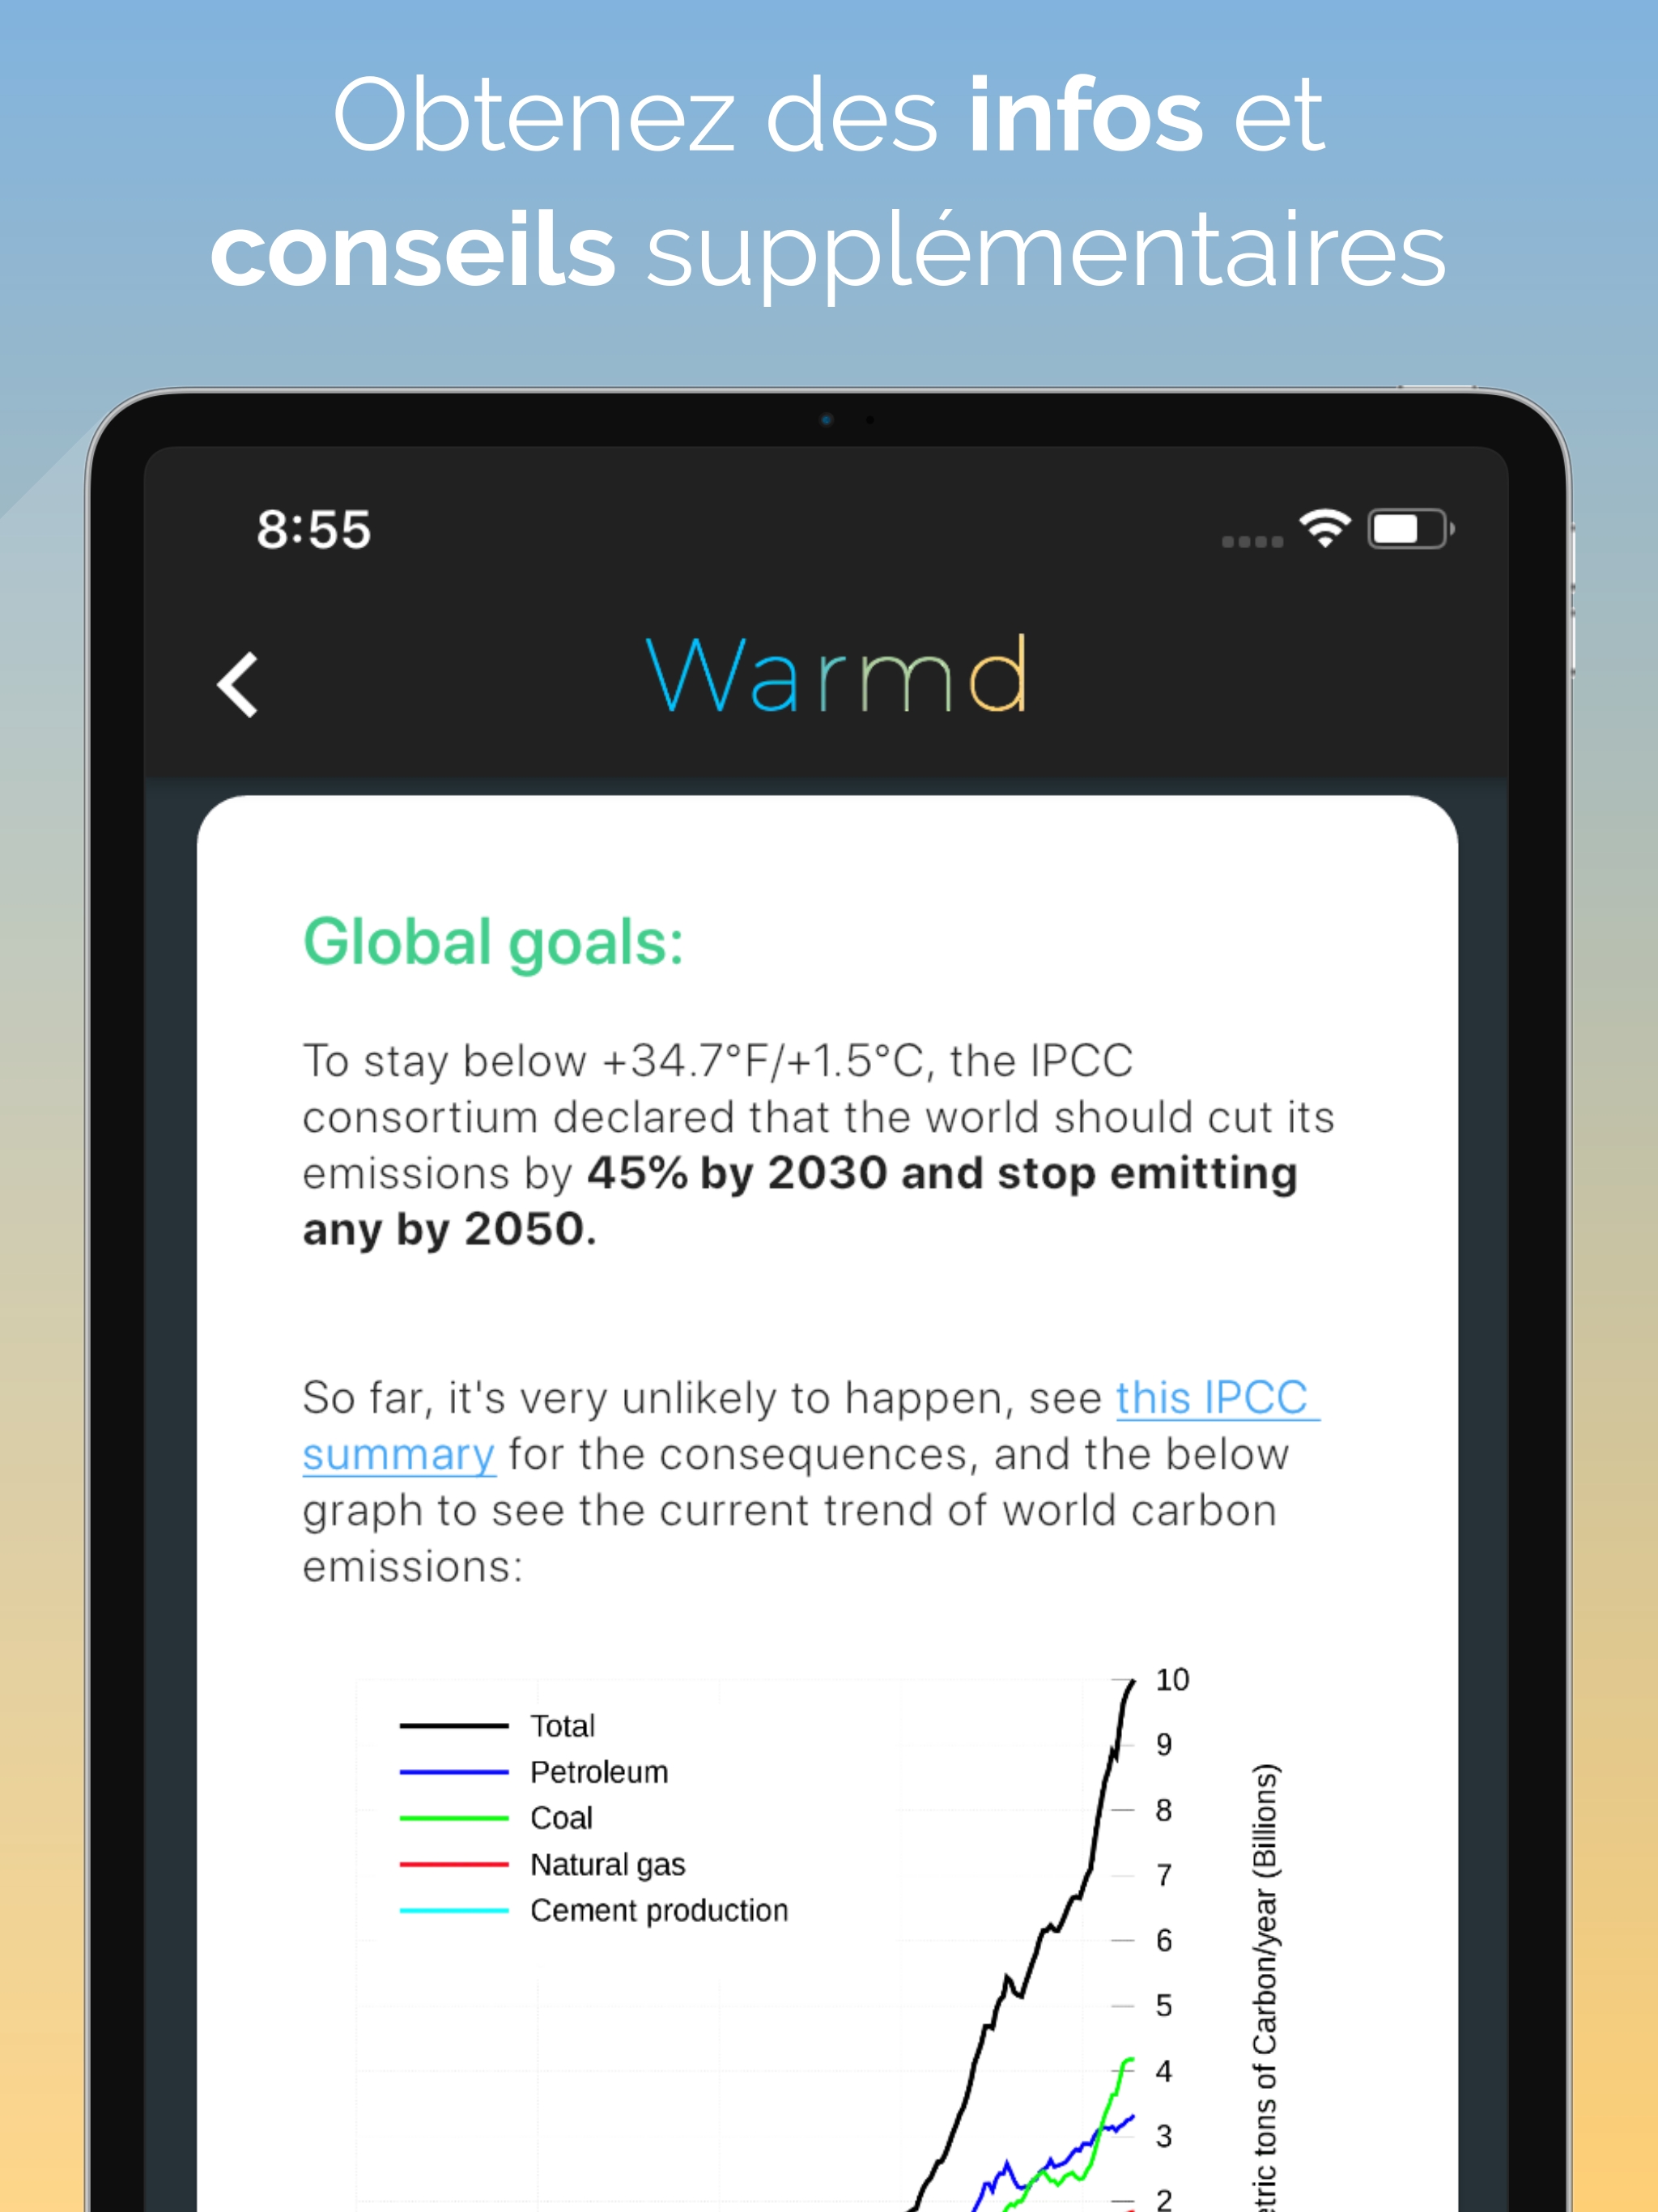 Obtenez des infos et
conseils supplémentaires
8:55
Warmd
Global goals:
To stay below +34.7°F/+1.5°C, the IPCC
consortium declared that the world should cut its
emissions by 45% by 2030 and stop emitting
any by 2050.
So far, it's very unlikely to happen, see this IPCC
summary for the consequences, and the below
graph to see the current trend of world carbon
emissions:
Total
Petroleum
Coal
Natural gas
Cement production
10
9
8
7
6
5
4
3
2
tons of Carbon/year (Billions)